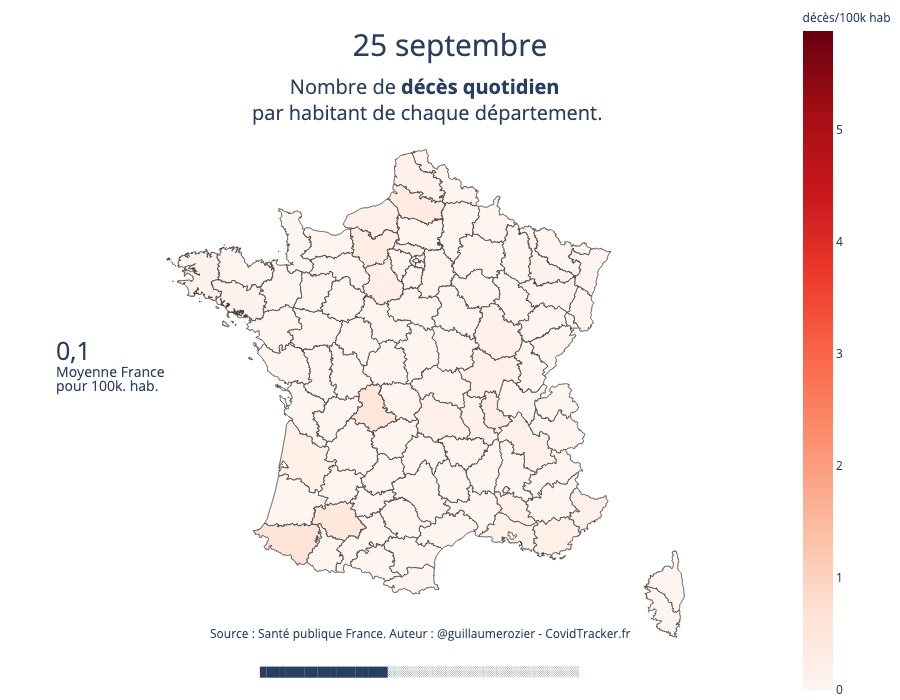 décès/100k hab
25 septembre
Nombre de décès quotidien
par habitant de chaque département.
5
4
3
2
1
0
0,1
Moyenne France
pour 100k. hab.
Source : Santé publique France. Auteur : @guillaumerozier - CovidTracker.fr